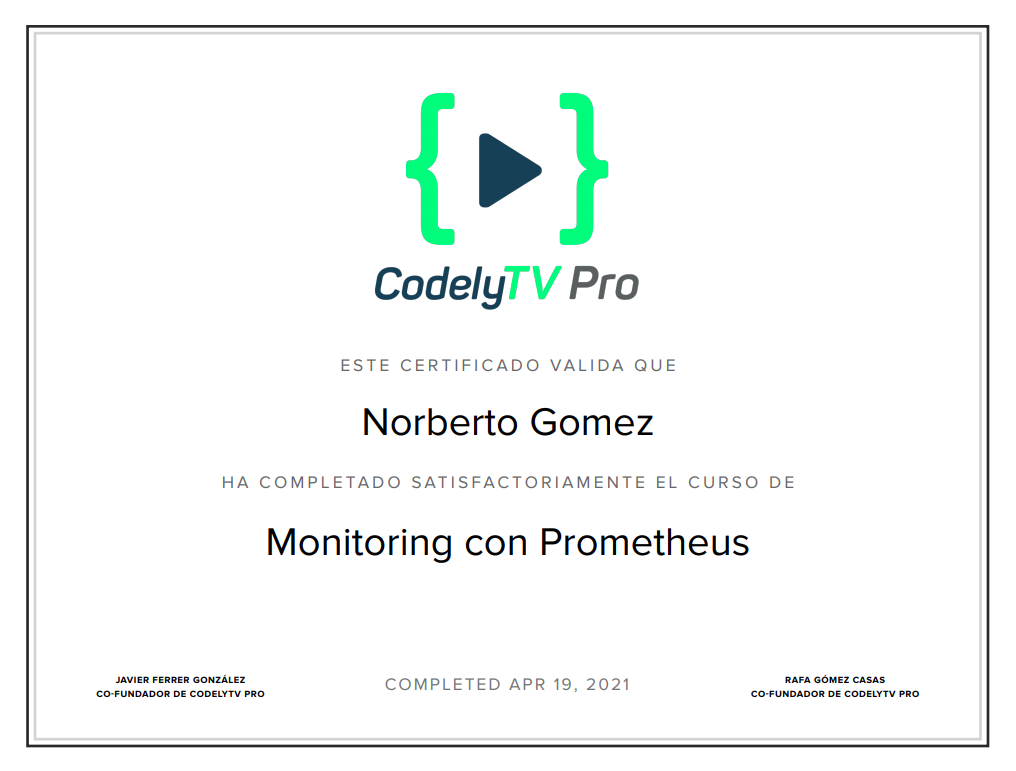 CodelyTV Pro
ESTE CERTIFICADO VALIDA QUE
Norberto Gomez
HA COMPLETADO SATISFACTORIAMENTE EL CURSO DE
Monitoring con Prometheus
JAVIER FERRER GONZÁLEZ
CO-FUNDADOR DE CODELYTV PRO
COMPLETED APR 19, 2021
RAFA GÓMEZ CASAS
CO-FUNDADOR DE CODELYTV PRO